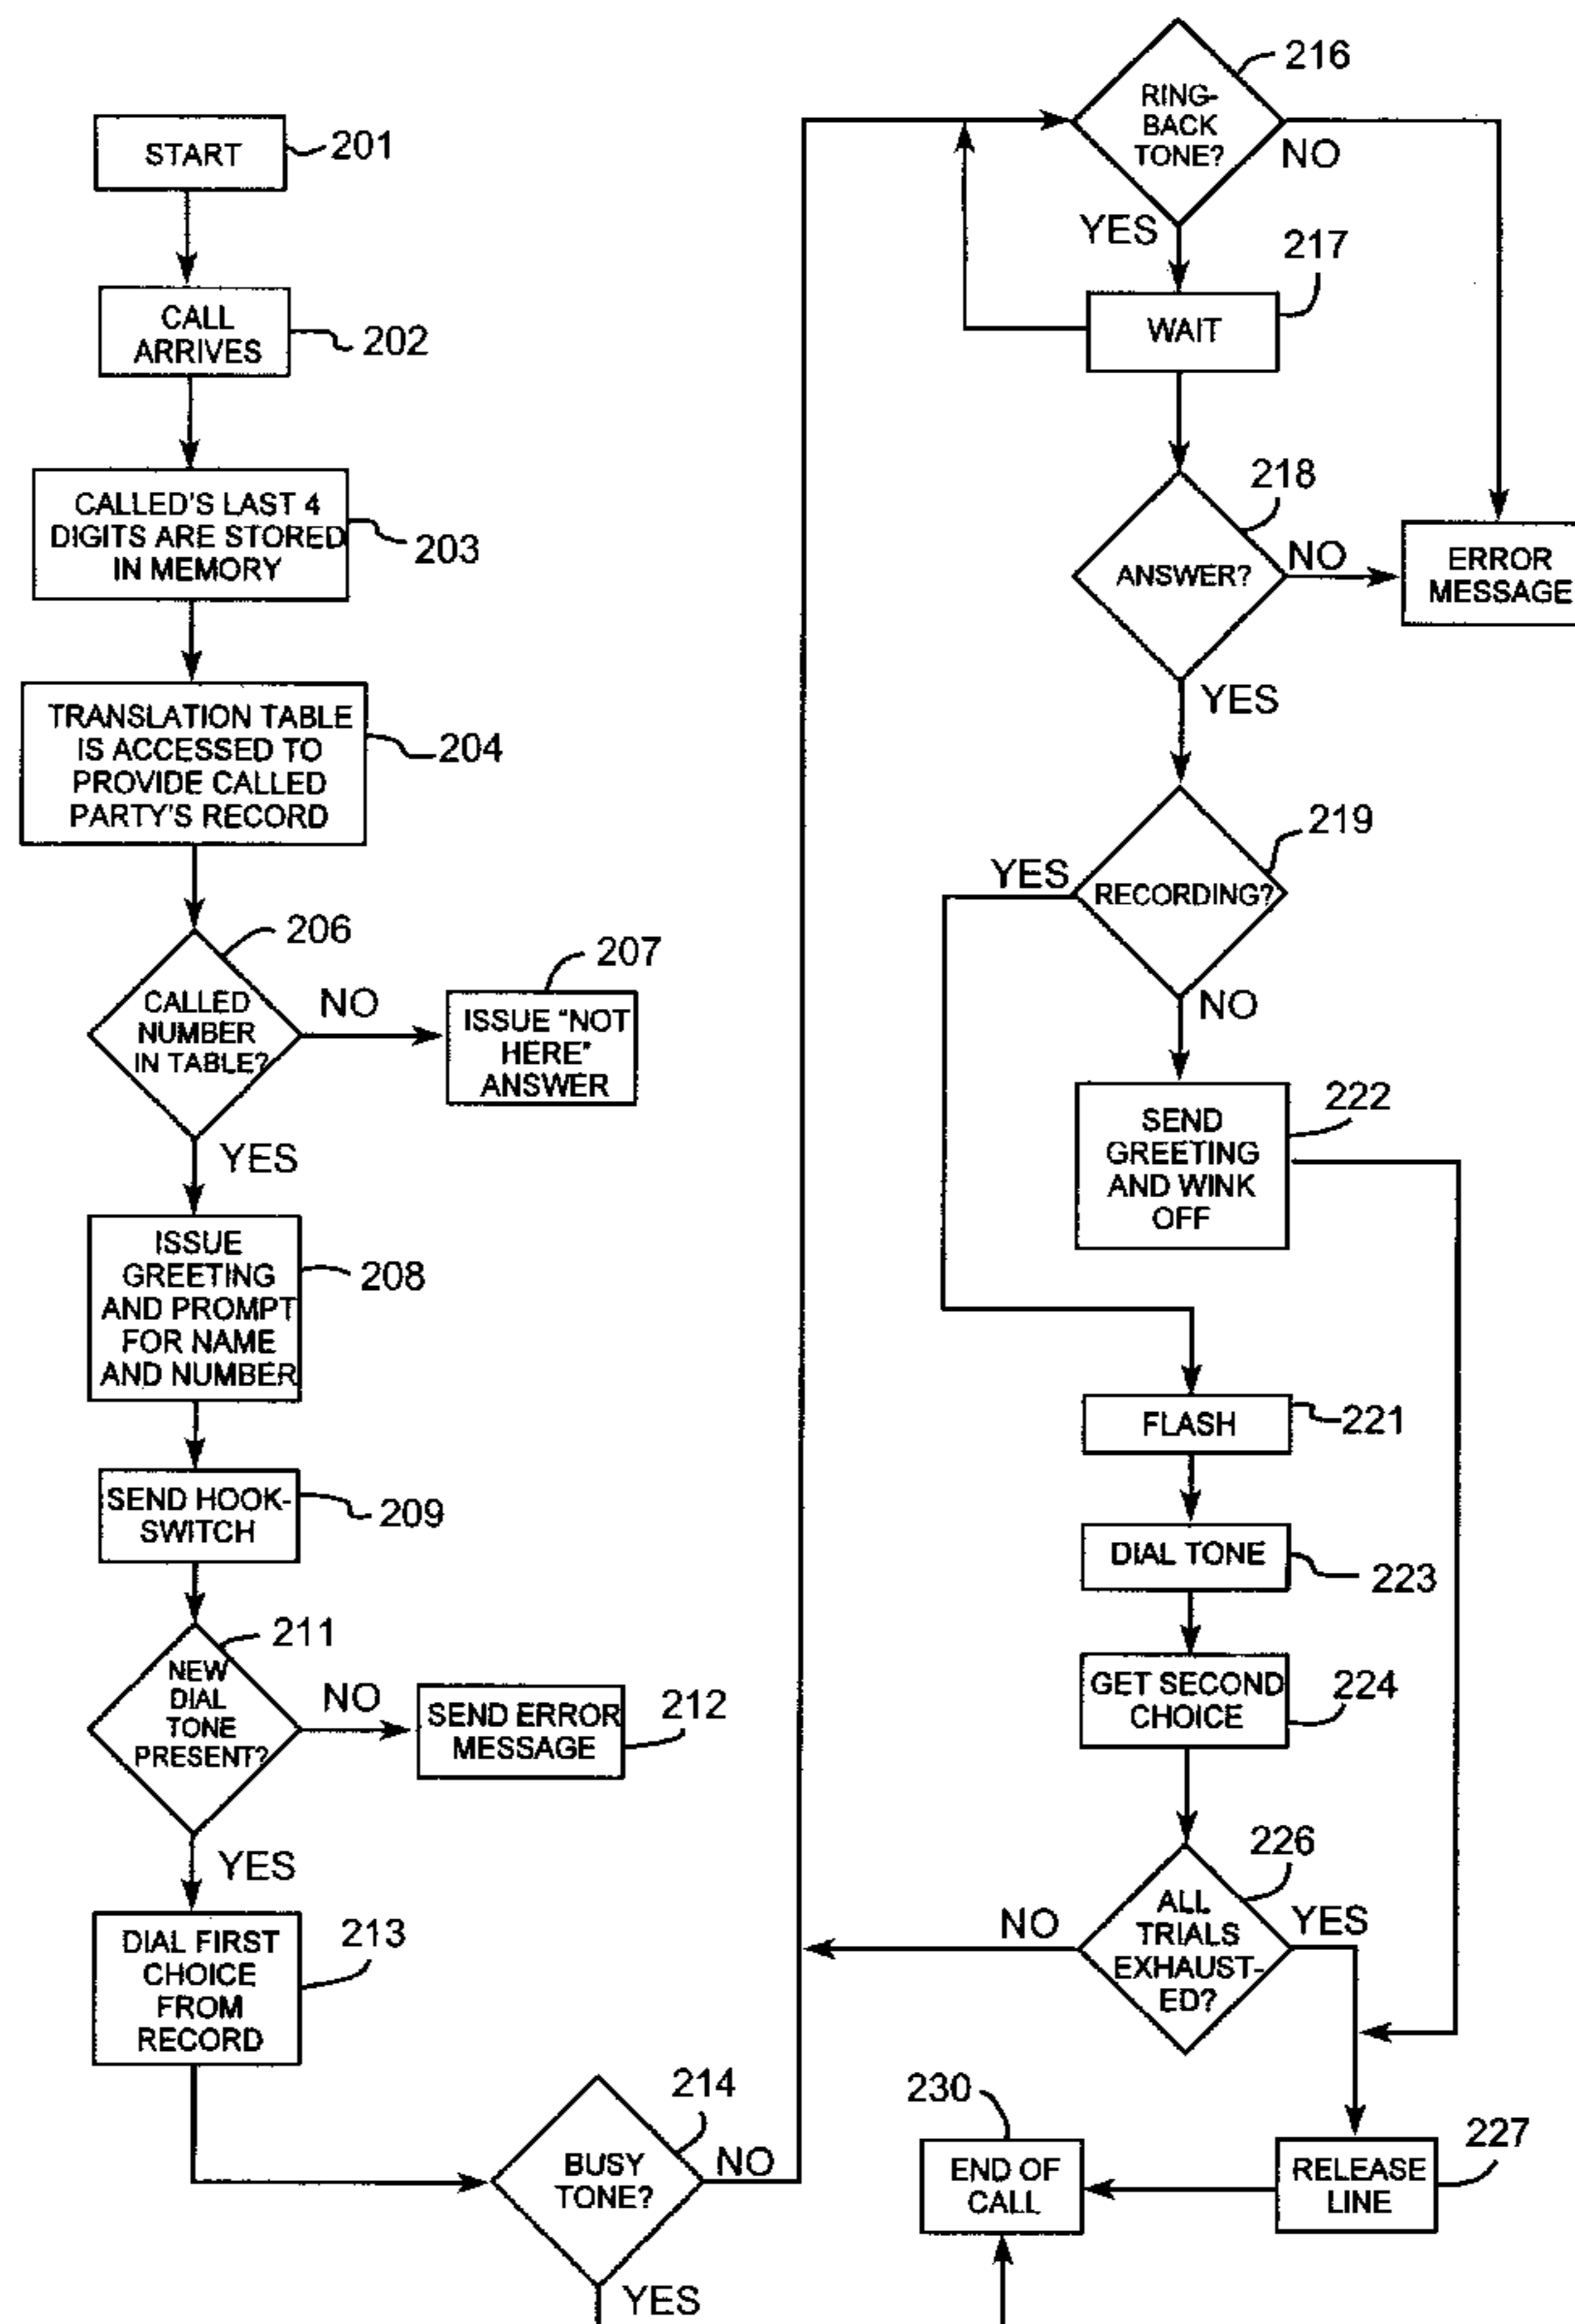 START
201
CALL
ARRIVES
202
CALLED'S LAST 4
DIGITS ARE STORED
IN MEMORY
203
TRANSLATION TABLE
IS ACCESSED TO
PROVIDE CALLED
PARTY'S RECORD
204
206
CALLED
NUMBER
IN TABLE?
NO
207
ISSUE "NOT
HERE"
ANSWER
YES
ISSUE
GREETING
AND PROMPT
FOR NAME
AND NUMBER
208
SEND HOOK-
SWITCH
209
211
NEW
DIAL
TONE
PRESENT?
NO
SEND ERROR
MESSAGE
212
YES
DIAL FIRST
CHOICE
FROM
RECORD
213
214
BUSY
TONE?
NO
YES
216
RING-
BACK
TONE?
NO
YES
217
WAIT
218
ANSWER?
NO
ERROR
MESSAGE
YES
219
YES
RECORDING?
NO
222
SEND
GREETING
AND WINK
OFF
FLASH
221
DIAL TONE
223
GET SECOND
CHOICE
224
226
NO
ALL
TRIALS
EXHAUST-
ED?
YES
230
END OF
CALL
RELEASE
LINE
227